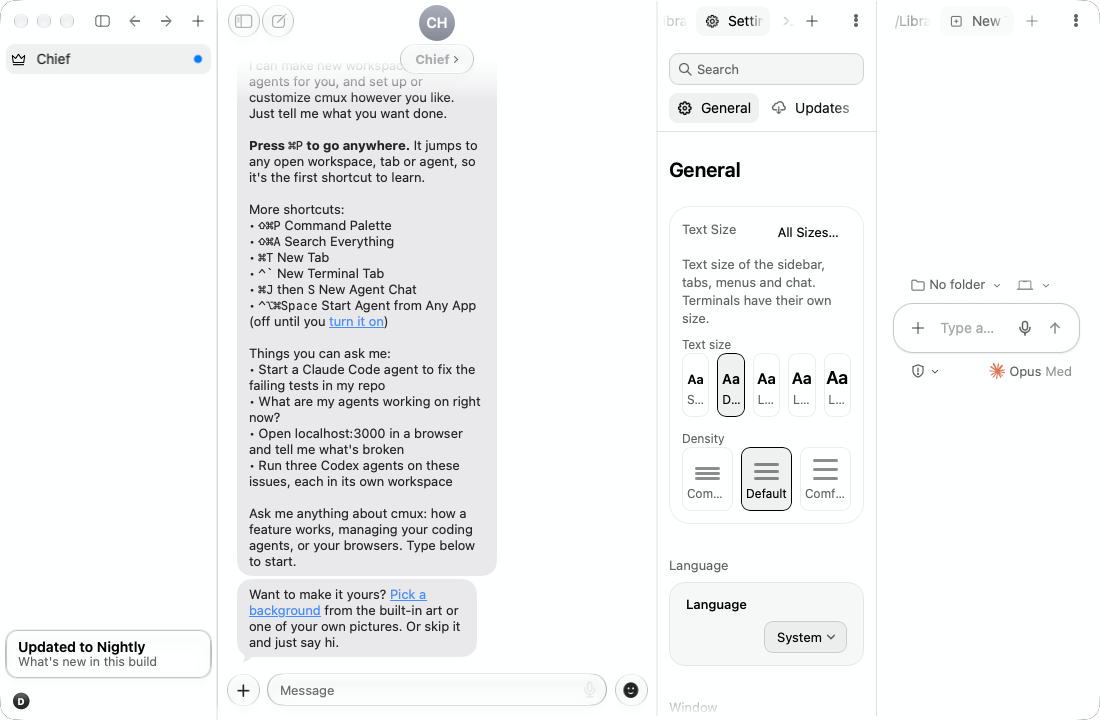 Chief
Updated to Nightly
What's new in this build
D
CH
Chief ›
I can make new workspac
agents for you, and set up or
customize cmux however you like.
Just tell me what you want done.
Press ⌘P to go anywhere. It jumps to
any open workspace, tab or agent, so
it's the first shortcut to learn.
More shortcuts:
• ⇧⌘P Command Palette
• ⇧⌘A Search Everything
• ⌘T New Tab
• ^` New Terminal Tab
• ⌘J then S New Agent Chat
• ^⌥⌘Space Start Agent from Any App
(off until you turn it on)
Things you can ask me:
• Start a Claude Code agent to fix the
failing tests in my repo
• What are my agents working on right
now?
• Open localhost:3000 in a browser
and tell me what's broken
• Run three Codex agents on these
issues, each in its own workspace
Ask me anything about cmux: how a
feature works, managing your coding
agents, or your browsers. Type below
to start.
Want to make it yours? Pick a
background from the built-in art or
one of your own pictures. Or skip it
and just say hi.
Message
Settin
Search
General
Updates
General
Text Size
All Sizes...
Text size of the sidebar,
tabs, menus and chat.
Terminals have their own
size.
Text size
Aa Aa Aa Aa Aa
S... D... L... L... L...
Density
Com... Default Comf...
Language
Language
System
Window
/Libra
New
No folder
Type a...
Opus Med